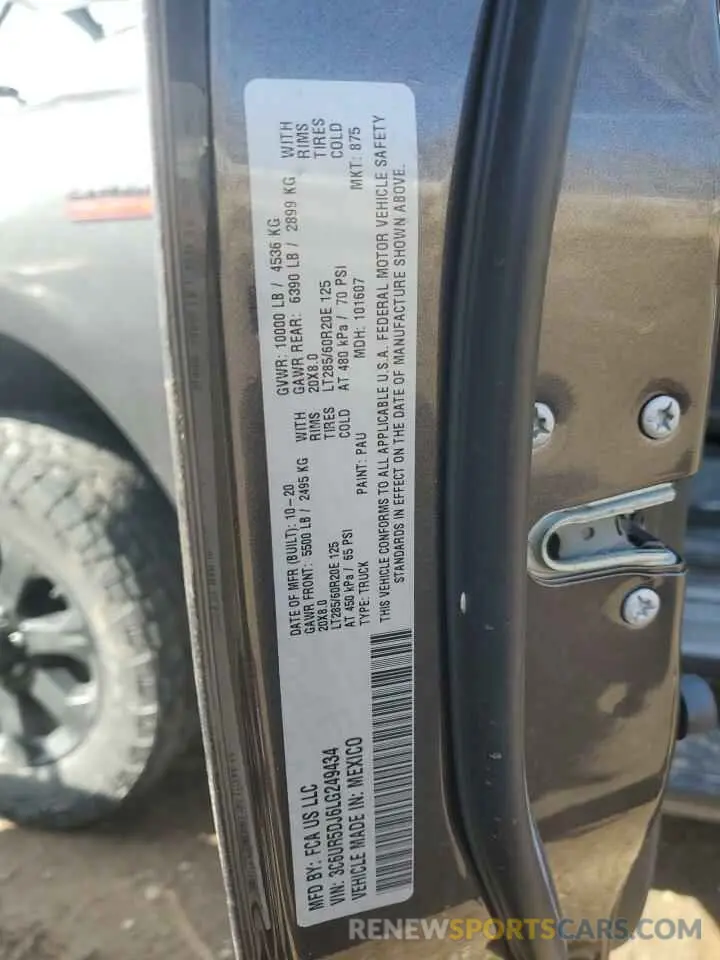 MFD BY: FCA US LLC
DATE OF MFR (BUILT): 10-20
GVWR: 10000 LB / 4536 KG
GAWR FRONT: 5500 LB / 2495 KG WITH
GAWR REAR: 6390 LB / 2899 KG WITH
20X8.0 RIMS
20X8.0 RIMS
LT285/60R20E 125 TIRES
LT285/60R20E 125 TIRES
AT 450 kPa / 65 PSI COLD
AT 480 kPa / 70 PSI COLD
VIN: 3C6UR5DJ6LG249434
TYPE: TRUCK
PAINT: PAU
MDH: 101607
MKT: 875
VEHICLE MADE IN: MEXICO
THIS VEHICLE CONFORMS TO ALL APPLICABLE U.S.A. FEDERAL MOTOR VEHICLE SAFETY
STANDARDS IN EFFECT ON THE DATE OF MANUFACTURE SHOWN ABOVE.
RENEWSPORTCARS.COM